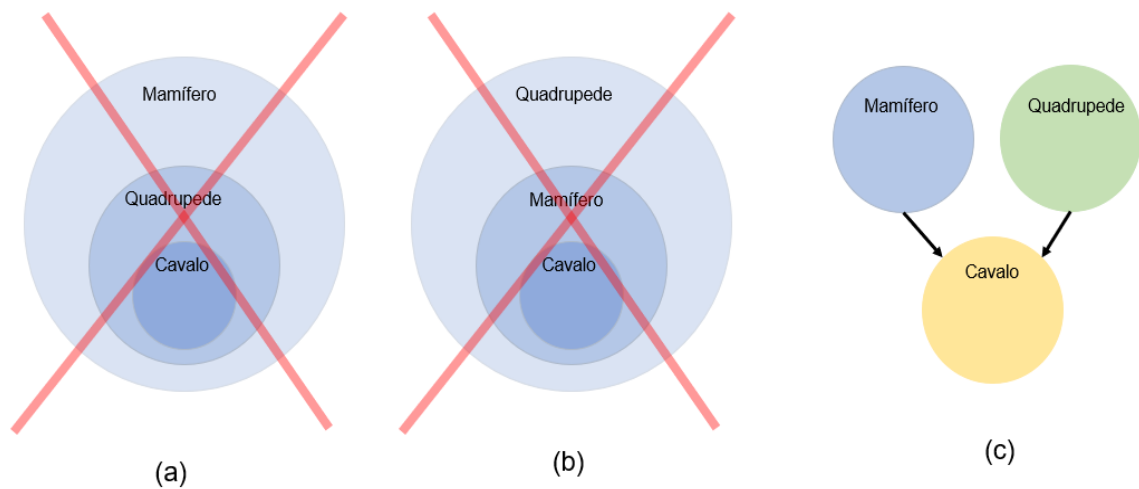 Mamífero
Quadrupede
Cavalo
(a)
Quadrupede
Mamífero
Cavalo
(b)
Mamífero
Quadrupede
Cavalo
(c)